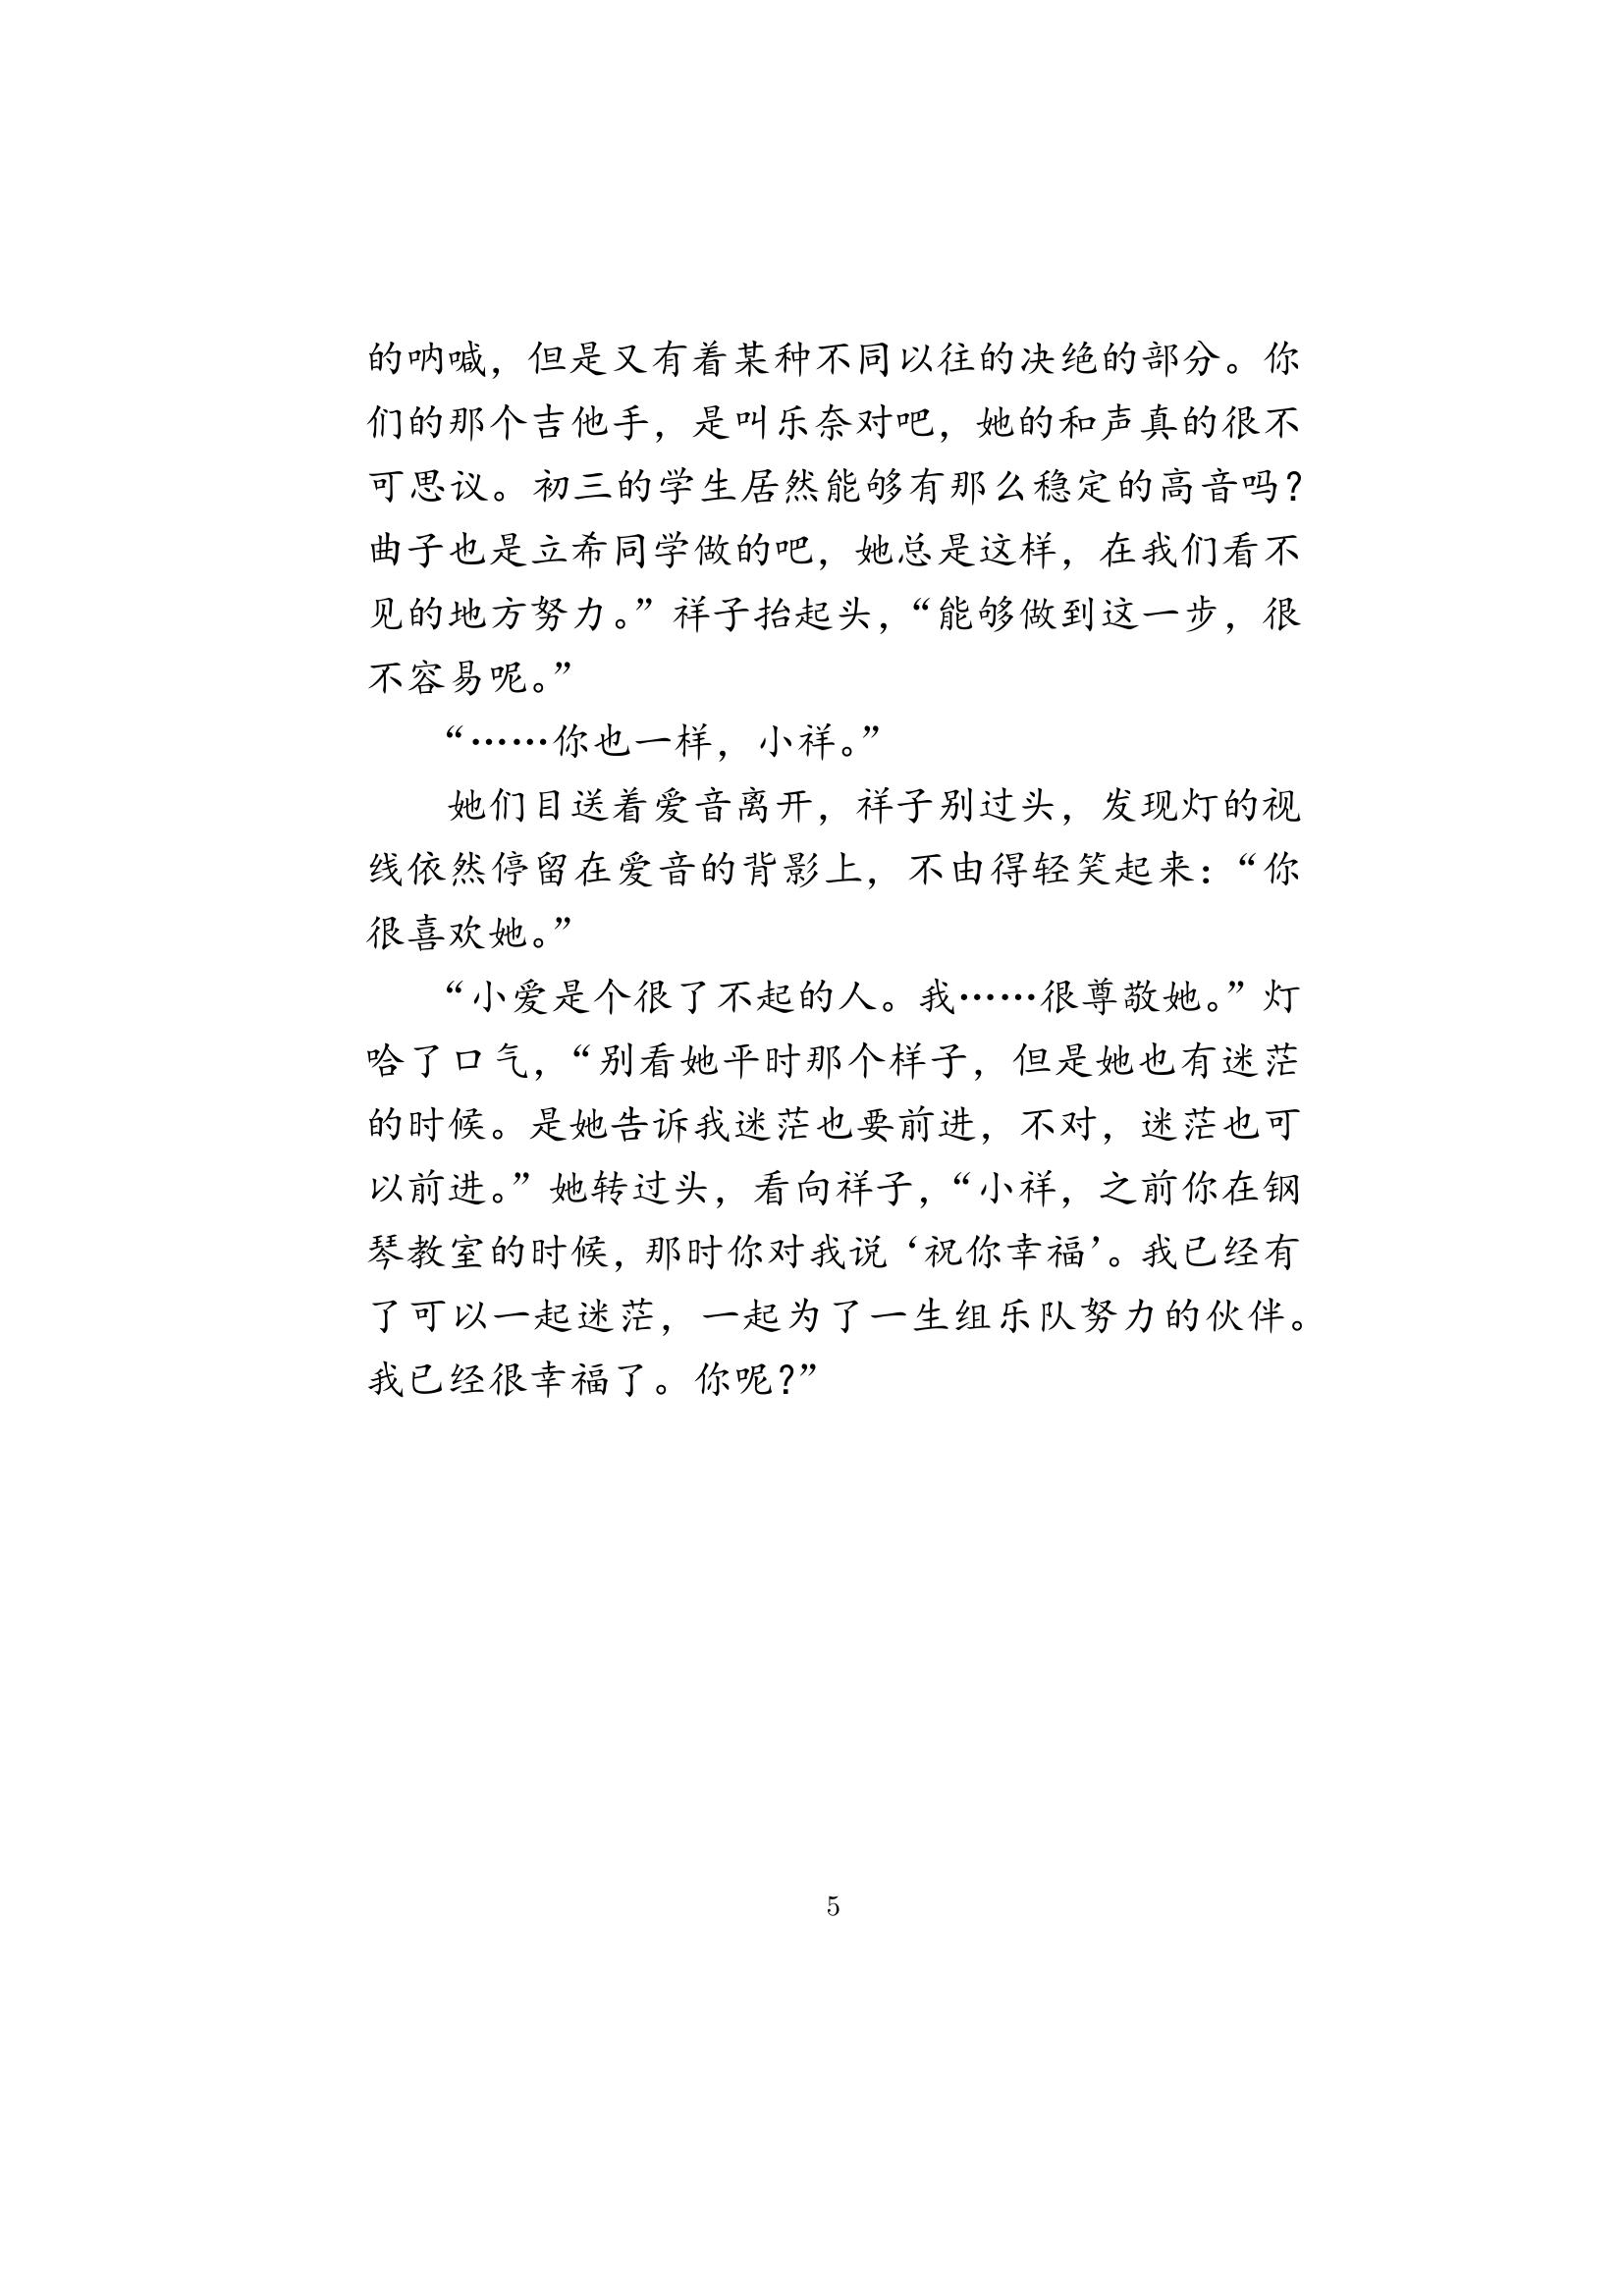 的呐喊，但是又有着某种不同以往的决绝的部分。你
们的那个吉他手，是叫乐奈对吧，她的和声真的很不
可思议。初三的学生居然能够有那么稳定的高音吗？
曲子也是立希同学做的吧，她总是这样，在我们看不
见的地方努力。”祥子抬起头，“能够做到这一步，很
不容易呢。”
“……你也一样，小祥。”
她们目送着爱音离开，祥子别过头，发现灯的视
线依然停留在爱音的背影上，不由得轻笑起来：“你
很喜欢她。”
“小爱是个很了不起的人。我……很尊敬她。”灯
哈了口气，“别看她平时那个样子，但是她也有迷茫
的时候。是她告诉我迷茫也要前进，不对，迷茫也可
以前进。”她转过头，看向祥子，“小祥，之前你在钢
琴教室的时候，那时你对我说‘祝你幸福’。我已经有
了可以一起迷茫，一起为了一生组乐队努力的伙伴。
我已经很幸福了。你呢？”
5